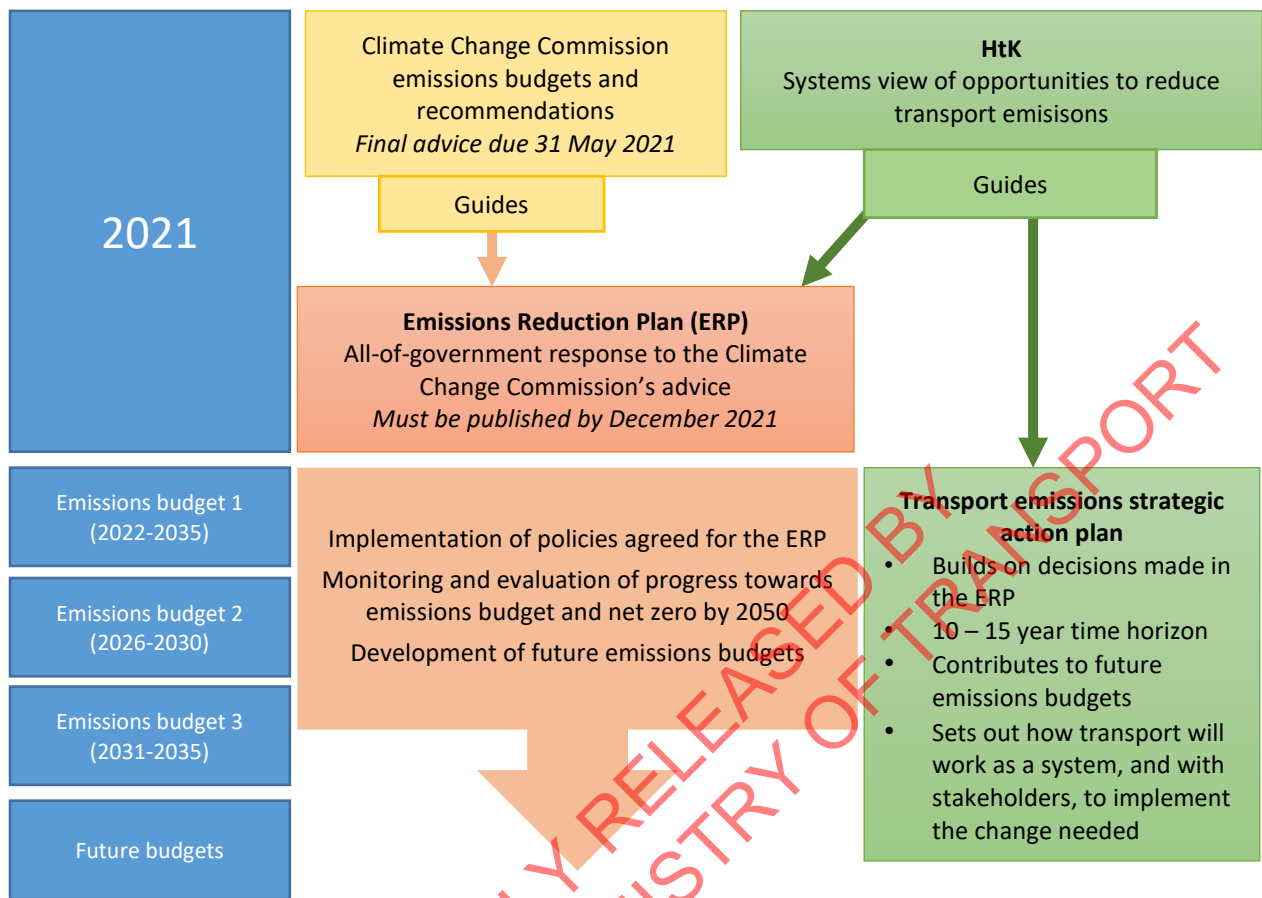 2021
Climate Change Commission
emissions budgets and
recommendations
Final advice due 31 May 2021
Guides
HtK
Systems view of opportunities to reduce
transport emisisons
Guides
Emissions Reduction Plan (ERP)
All-of-government response to the Climate
Change Commission's advice
Must be published by December 2021
Emissions budget 1
(2022-2035)
Emissions budget 2
(2026-2030)
Emissions budget 3
(2031-2035)
Future budgets
Implementation of policies agreed for the ERP
Monitoring and evaluation of progress towards
emissions budget and net zero by 2050
Development of future emissions budgets
Transport emissions strategic
action plan
• Builds on decisions made in
the ERP
• 10 – 15 year time horizon
• Contributes to future
emissions budgets
• Sets out how transport will
work as a system, and with
stakeholders, to implement
the change needed
RELEASED BY
OF TRANSPORT